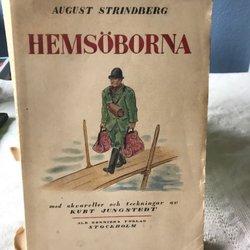 AUGUST STRINDBERG
HEMSÖBORNA
med akvareller och teckningar av
KURT JUNGSTEDT
ALB. BONNIERS FÖRLAG
STOCKHOLM